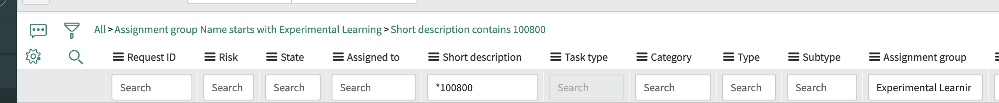 All > Assignment group Name starts with Experimental Learning > Short description contains 100800
Request ID Risk State Assigned to Short description Task type Category Type Subtype Assignment group
Search Search Search Search *100800 Search Search Search Search Experimental Learnin